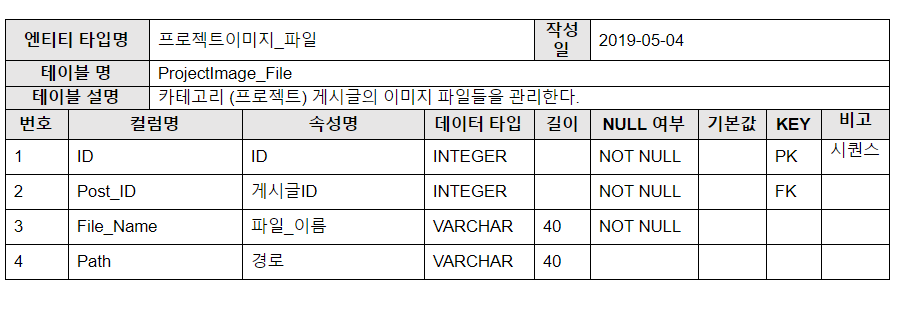 엔티티 타입명 프로젝트이미지_파일 작성일 2019-05-04
테이블 명 ProjectImage_File
테이블 설명 카테고리 (프로젝트) 게시글의 이미지 파일들을 관리한다.
번호 컬럼명 속성명 데이터 타입 길이 NULL 여부 기본값 KEY 비고
1 ID ID INTEGER NOT NULL PK 시퀀스
2 Post_ID 게시글ID INTEGER NOT NULL FK
3 File_Name 파일_이름 VARCHAR 40 NOT NULL
4 Path 경로 VARCHAR 40